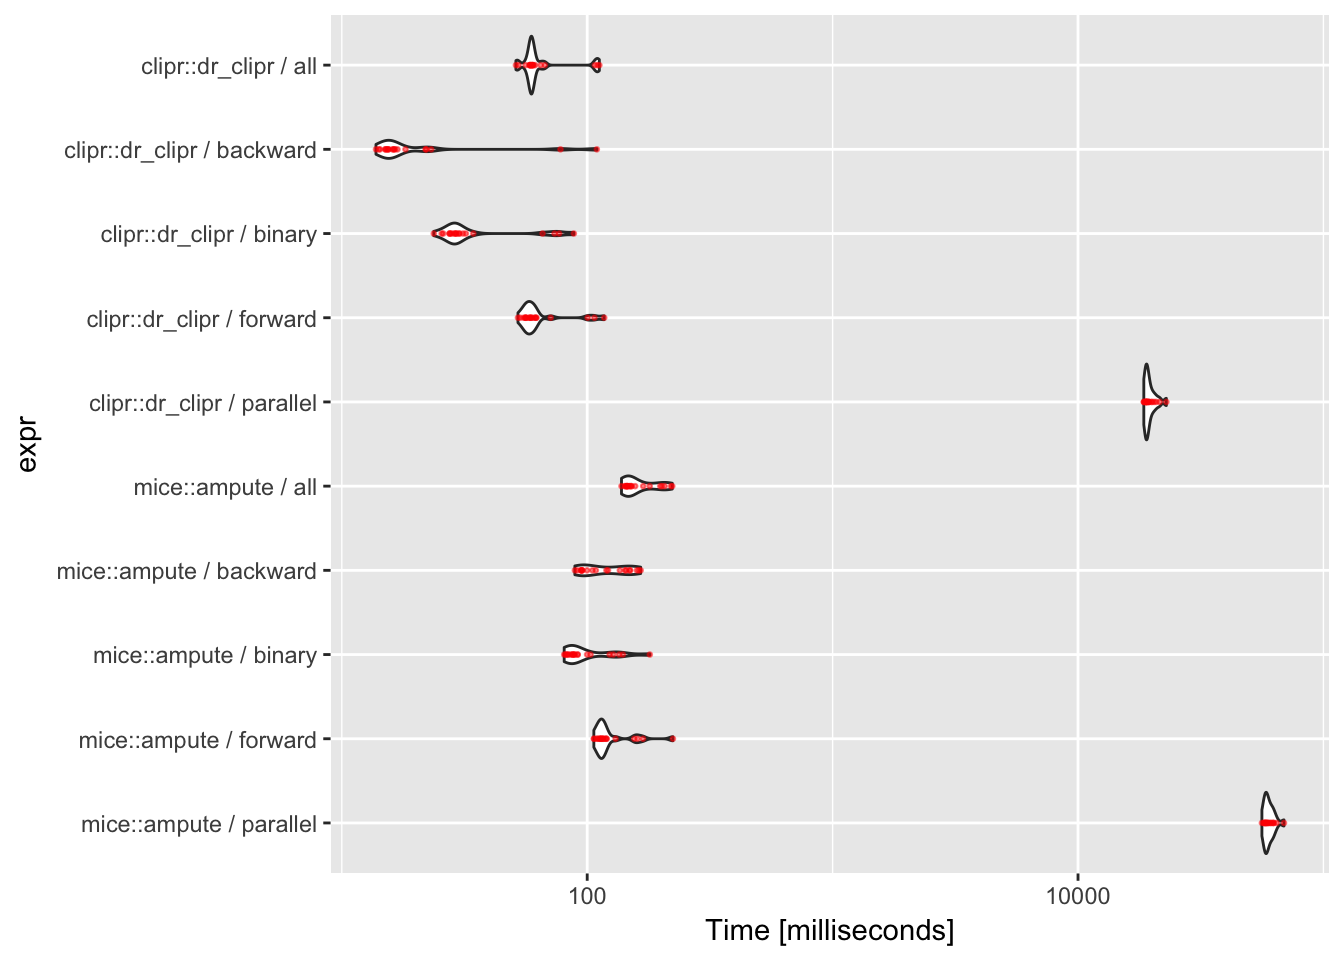 clipr::dr_clipr / all
clipr::dr_clipr / backward
clipr::dr_clipr / binary
clipr::dr_clipr / forward
clipr::dr_clipr / parallel
mice::ampute / all
mice::ampute / backward
mice::ampute / binary
mice::ampute / forward
mice::ampute / parallel
expr
100 10000
Time [milliseconds]